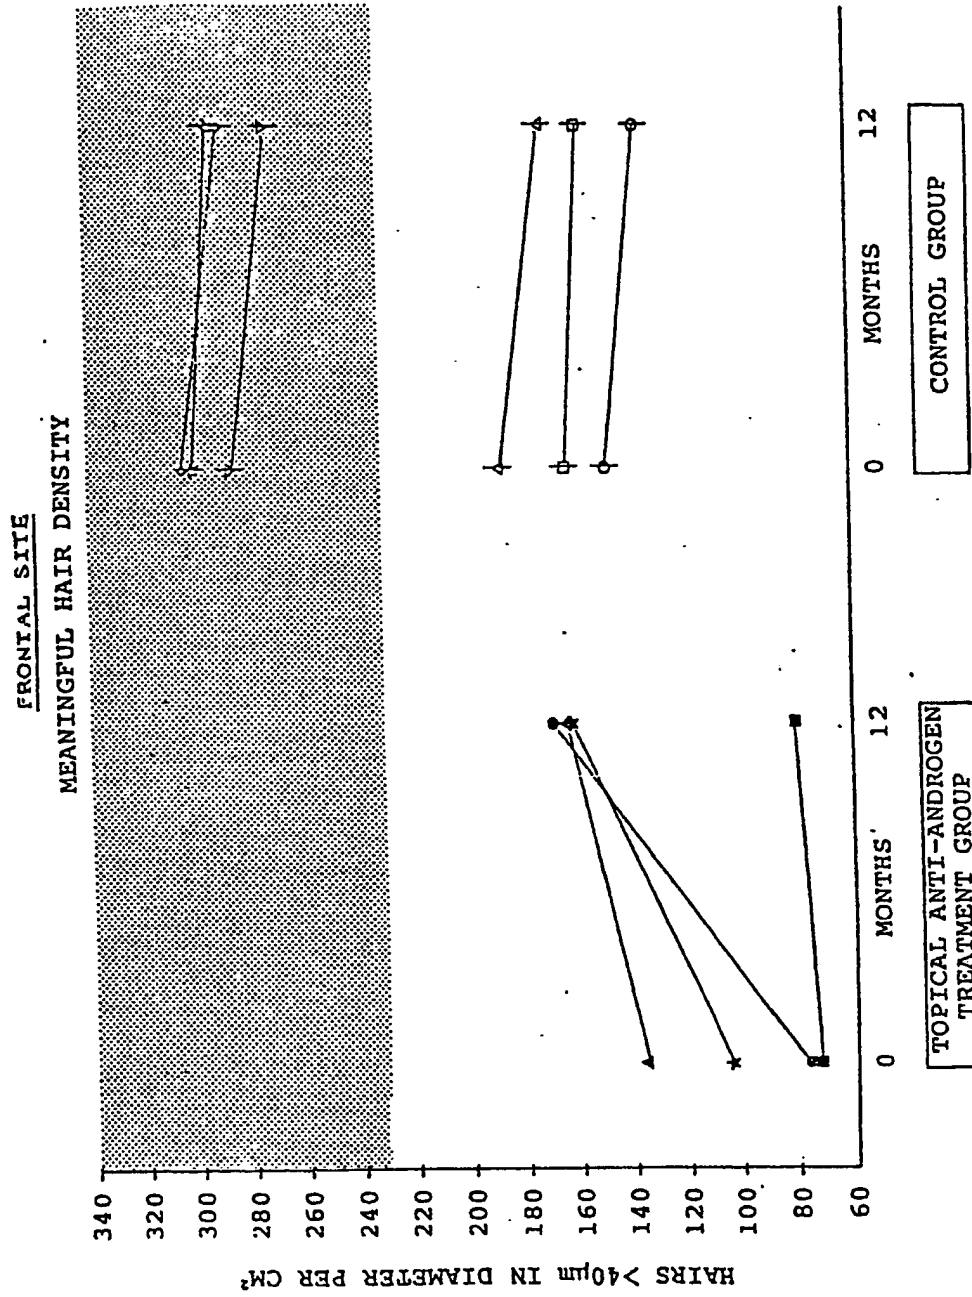 FRONTAL SITE
MEANINGFUL HAIR DENSITY
HAIRS >40µm IN DIAMETER PER CM²
340
320
300
280
260
240
220
200
180
160
140
120
100
80
60
0
MONTHS'
12
0
MONTHS
12
TOPICAL ANTI-ANDROGEN
TREATMENT GROUP
CONTROL GROUP